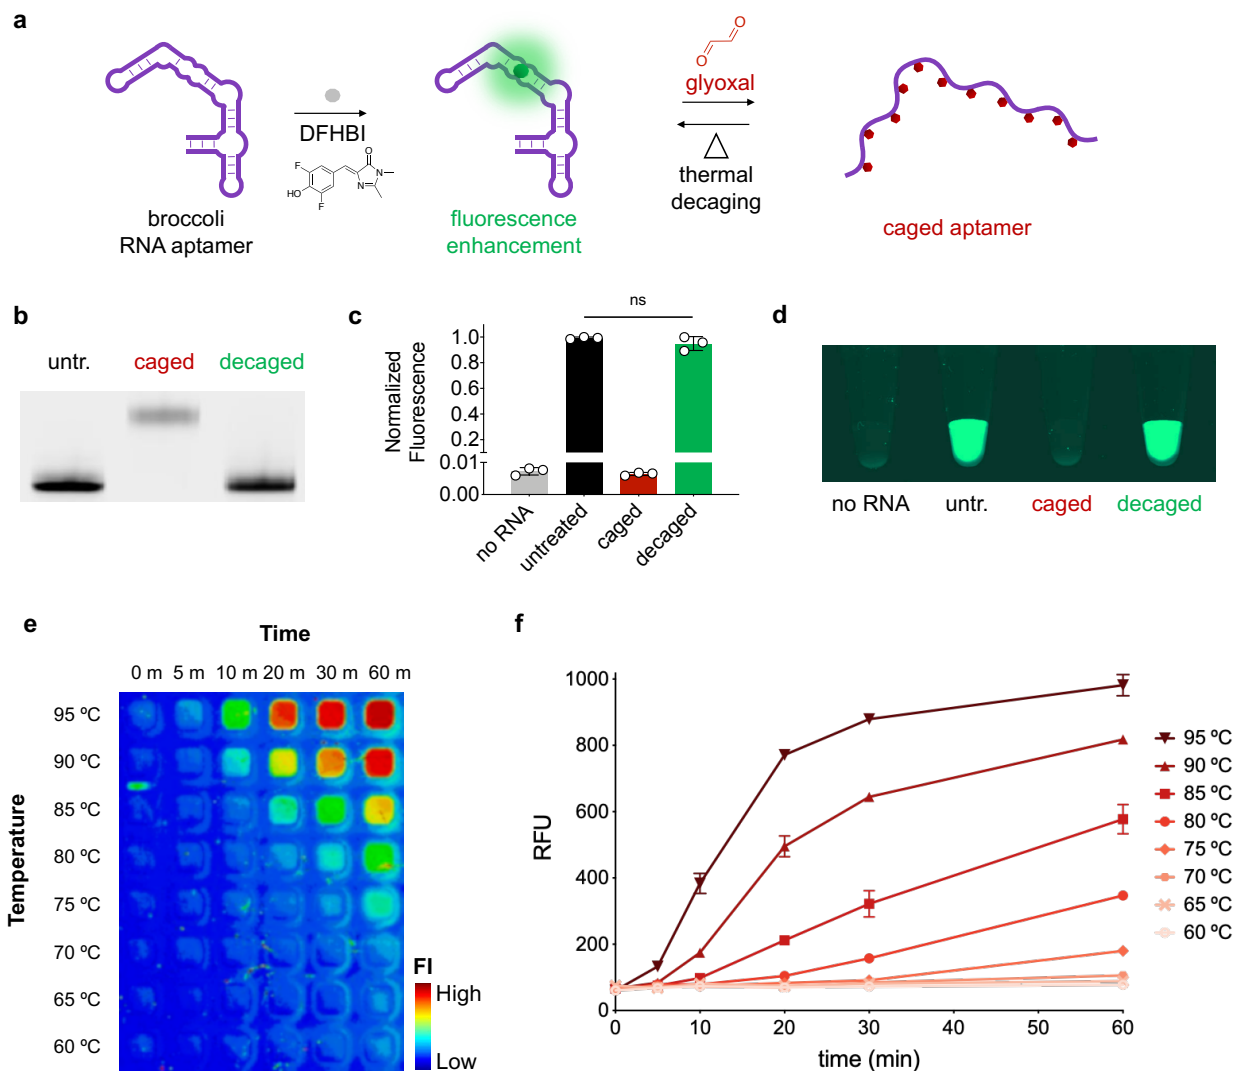 a
broccoli
RNA aptamer
DFHBI
F
HO
F
O
N
N
fluorescence
enhancement
O
O
glyoxal
thermal
decaging
caged aptamer
b
untr. caged decaged
c
ns
Normalized
Fluorescence
1.0
0.8
0.6
0.4
0.2
0.01
0.00
no RNA
untreated
caged
decaged
d
no RNA untr. caged decaged
e
Time
0 m 5 m 10 m 20 m 30 m 60 m
Temperature
95 ºC
90 ºC
85 ºC
80 ºC
75 ºC
70 ºC
65 ºC
60 ºC
FI
High
Low
f
RFU
1000
800
600
400
200
0
0 10 20 30 40 50 60
time (min)
95 ºC
90 ºC
85 ºC
80 ºC
75 ºC
70 ºC
65 ºC
60 ºC